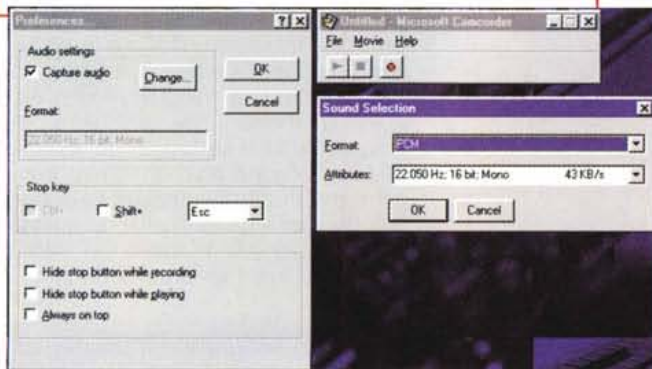 Preferences...
Audio settings
Capture audio
Change...
Format:
22.050 Hz; 16 bit; Mono
OK
Cancel
Stop key
Ctrl+
Shift+
Esc
Hide stop button while recording
Hide stop button while playing
Always on top
Untitled - Microsoft Camcorder
File Movie Help
Sound Selection
Format:
PCM
Attributes:
22.050 Hz; 16 bit; Mono 43 KB/s
OK
Cancel